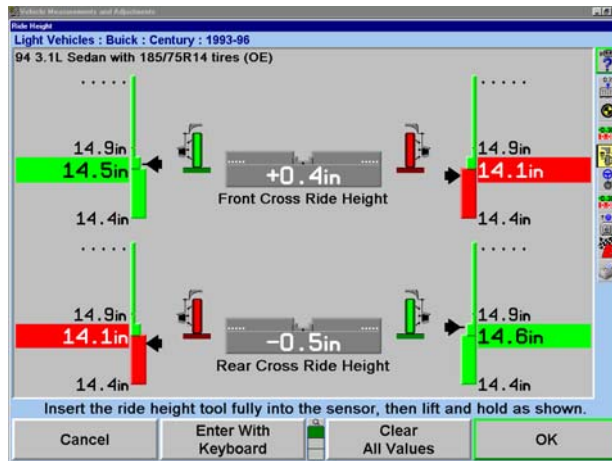 Vehicle Measurements and Adjustments
Ride Height
Light Vehicles : Buick : Century : 1993-96
94 3.1L Sedan with 185/75R14 tires (OE)
14.9in 14.9in
14.5in +0.4in 14.1in
Front Cross Ride Height
14.4in 14.4in
14.9in 14.9in
14.1in -0.5in 14.6in
Rear Cross Ride Height
14.4in 14.4in
Insert the ride height tool fully into the sensor, then lift and hold as shown.
Cancel
Enter With
Keyboard
Clear
All Values
OK